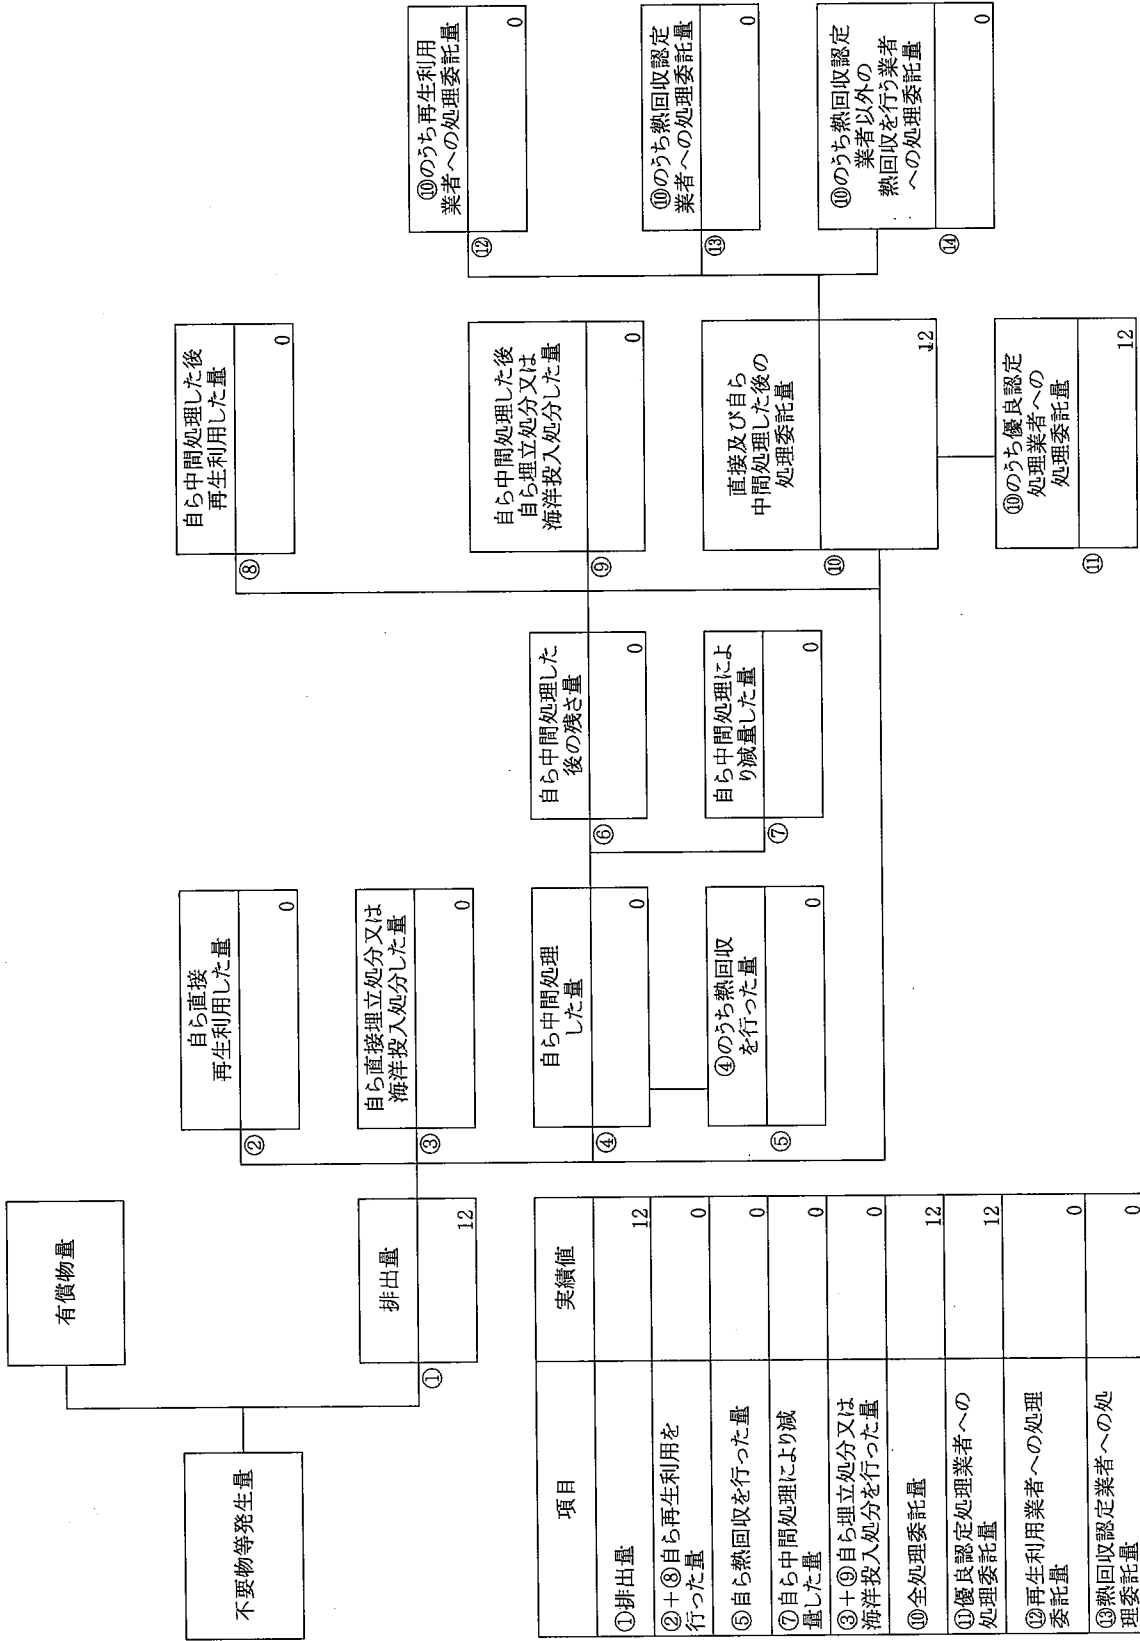 有償物量
不要物等発生量
①
排出量
12
②
自ら直接
再生利用した量
0
③
自ら直接埋立処分又は
海洋投入処分した量
0
④
自ら中間処理
した量
0
⑤
④のうち熱回収
を行った量
0
⑥
自ら中間処理した
後の残さ量
0
⑦
自ら中間処理によ
り減量した量
0
⑧
自ら中間処理した後
再生利用した量
0
⑨
自ら中間処理した後
自ら埋立処分又は
海洋投入処分した量
0
⑩
直接及び自ら
中間処理した後の
処理委託量
12
⑪
⑩のうち優良認定
処理業者への
処理委託量
12
⑫
⑩のうち再生利用
業者への処理委託量
0
⑬
⑩のうち熱回収認定
業者への処理委託量
0
⑭
⑩のうち熱回収認定
業者以外の
熱回収を行う業者
への処理委託量
0
項目 実績値
①排出量 12
②+⑧自ら再生利用を
行った量 0
⑤自ら熱回収を行った量 0
⑦自ら中間処理により減
量した量 0
③+⑨自ら埋立処分又は
海洋投入処分を行った量 0
⑩全処理委託量 12
⑪優良認定処理業者への
処理委託量 12
⑫再生利用業者への処理
委託量 0
⑬熱回収認定業者への処
理委託量 0